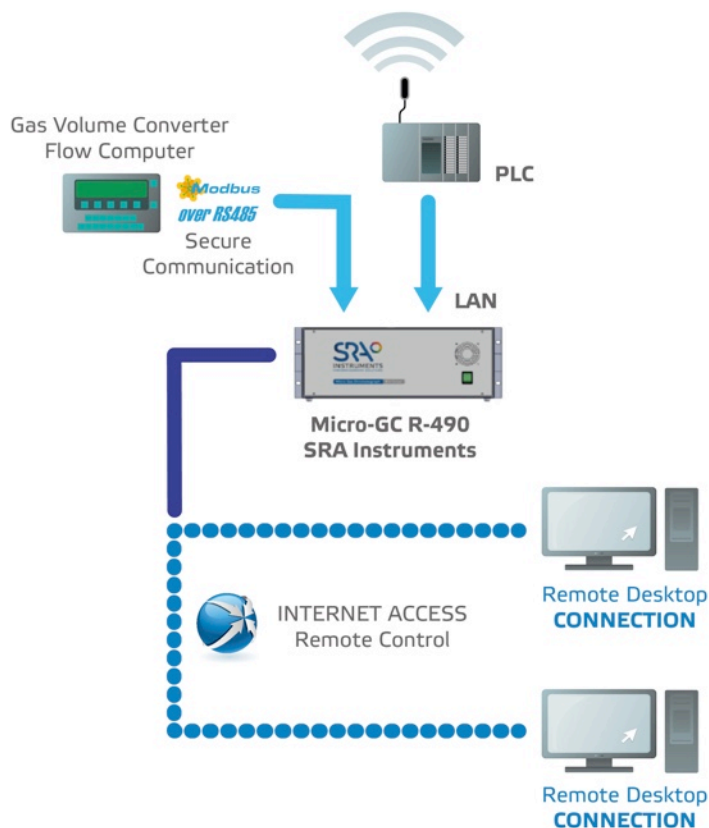 Gas Volume Converter
Flow Computer
Modbus
over RS485
Secure
Communication
PLC
LAN
SRA
INSTRUMENTS
Micro-GC R-490
SRA Instruments
INTERNET ACCESS
Remote Control
Remote Desktop
CONNECTION
Remote Desktop
CONNECTION